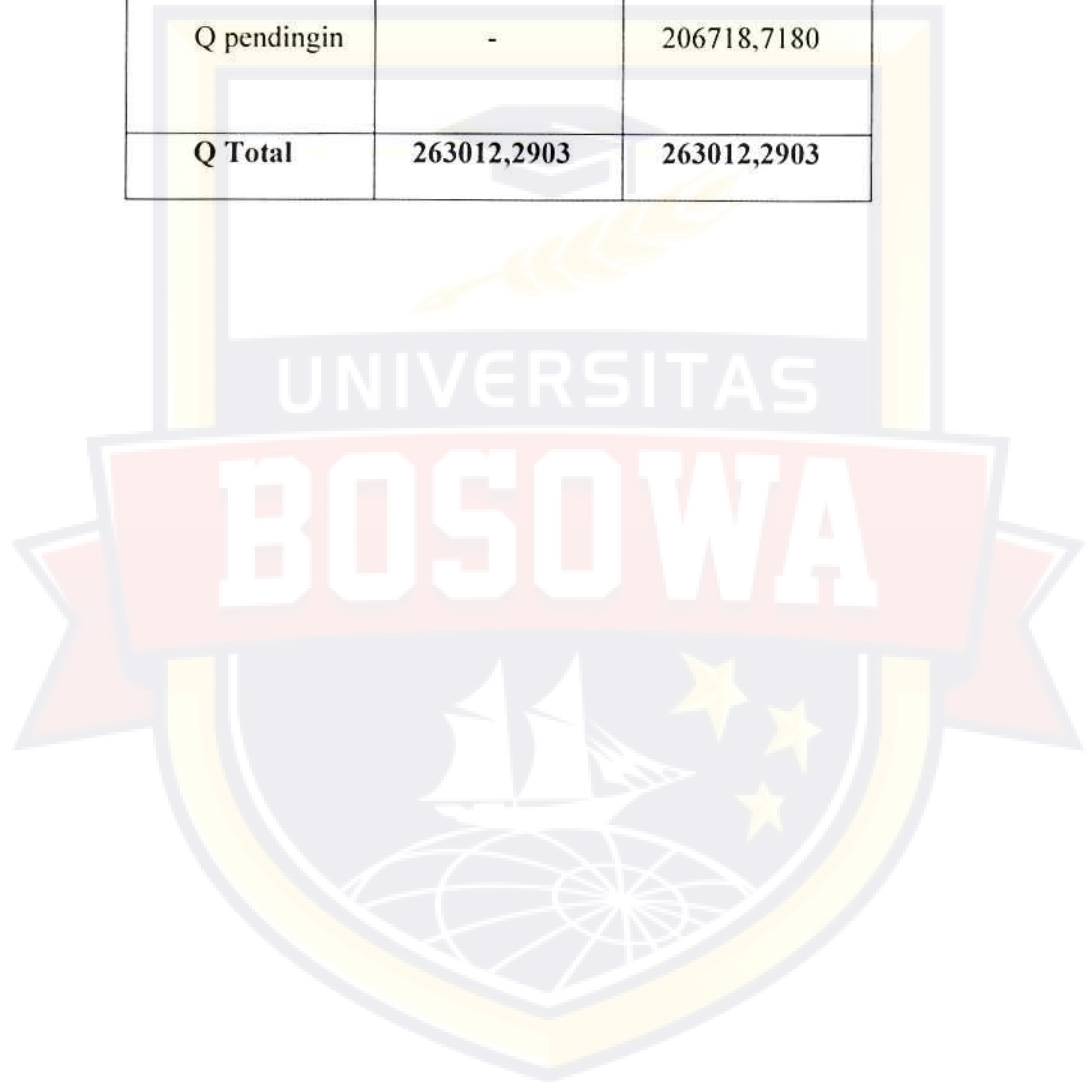 Q pendingin - 206718,7180
Q Total 263012,2903 263012,2903
UNIVERSITAS
BOSOWA